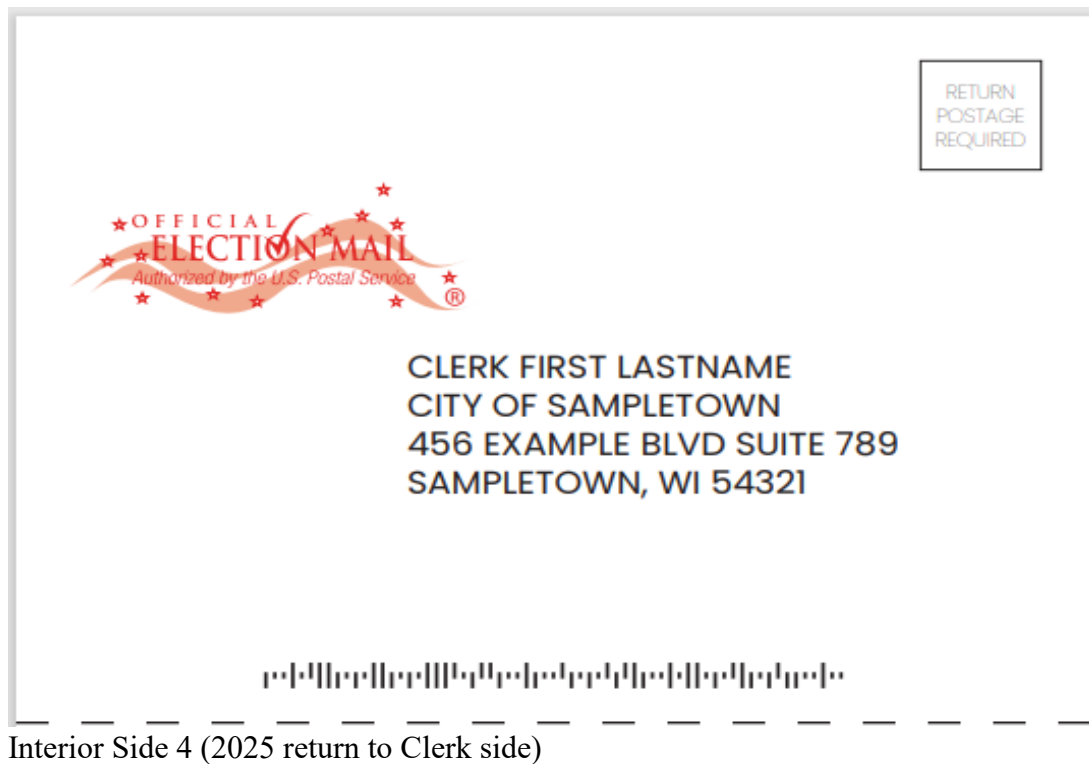 RETURN
POSTAGE
REQUIRED
OFFICIAL
ELECTION MAIL
Authorized by the U.S. Postal Service
®
CLERK FIRST LASTNAME
CITY OF SAMPLETOWN
456 EXAMPLE BLVD SUITE 789
SAMPLETOWN, WI 54321
Interior Side 4 (2025 return to Clerk side)